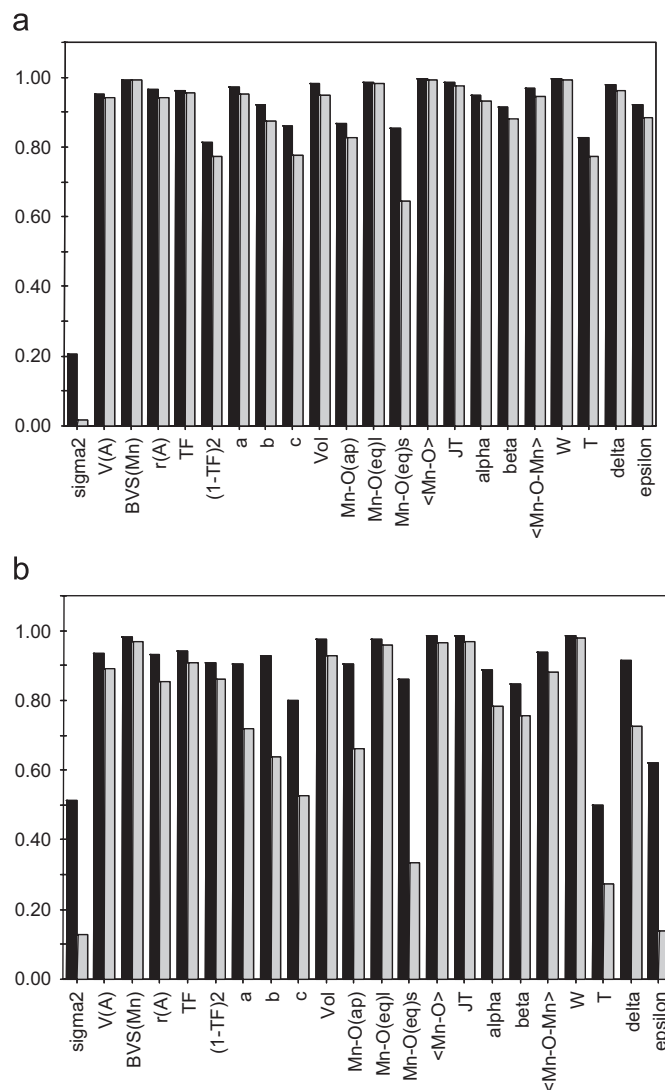 a
1.00
0.80
0.60
0.40
0.20
0.00
sigma2
V(A)
BVS(Mn)
r(A)
TF
(1-TF)2
a
b
c
Vol
Mn-O(ap)
Mn-O(eq)l
Mn-O(eq)s
<Mn-O>
JT
alpha
beta
<Mn-O-Mn>
W
T
delta
epsilon
b
1.00
0.80
0.60
0.40
0.20
0.00
sigma2
V(A)
BVS(Mn)
r(A)
TF
(1-TF)2
a
b
c
Vol
Mn-O(ap)
Mn-O(eq)l
Mn-O(eq)s
<Mn-O>
JT
alpha
beta
<Mn-O-Mn>
W
T
delta
epsilon